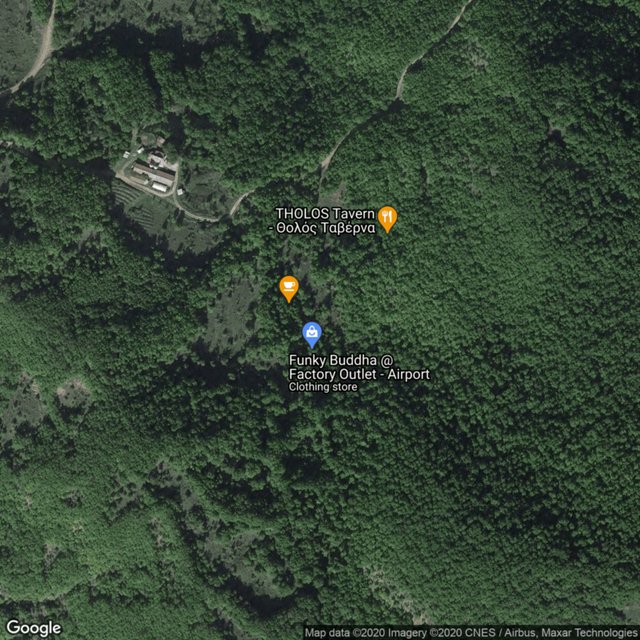 THOLOS Tavern
- Θολός Ταβέρνα
Funky Buddha @
Factory Outlet - Airport
Clothing store
Google
Map data ©2020 Imagery ©2020 CNES / Airbus, Maxar Technologies